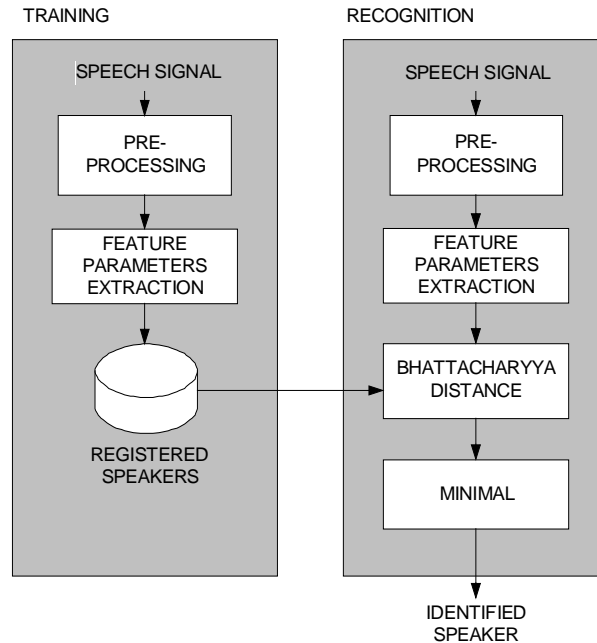 TRAINING
SPEECH SIGNAL
PRE-
PROCESSING
FEATURE
PARAMETERS
EXTRACTION
REGISTERED
SPEAKERS
RECOGNITION
SPEECH SIGNAL
PRE-
PROCESSING
FEATURE
PARAMETERS
EXTRACTION
BHATTACHARYYA
DISTANCE
MINIMAL
IDENTIFIED
SPEAKER